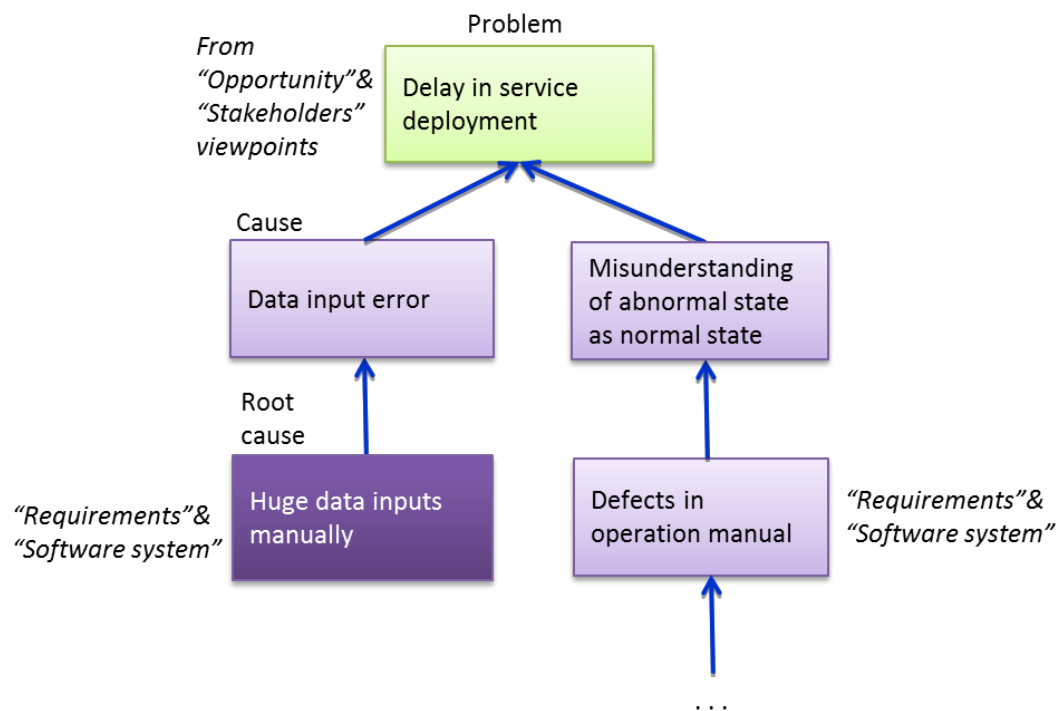 Problem
From
“Opportunity”&
“Stakeholders”
viewpoints
Delay in service
deployment
Cause
Data input error
Misunderstanding
of abnormal state
as normal state
Root
cause
“Requirements”&
“Software system”
Huge data inputs
manually
Defects in
operation manual
“Requirements”&
“Software system”
. . .